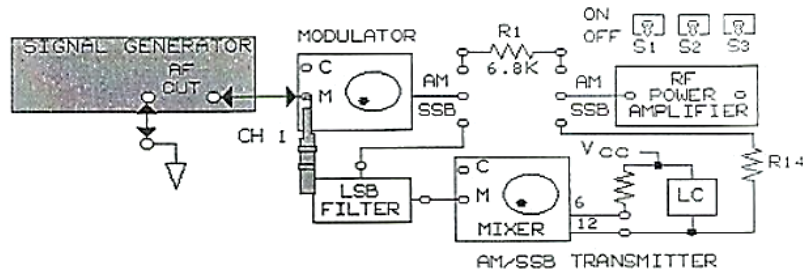 SIGNAL GENERATOR
AF
OUT
MODULATOR
C
M
CH 1
AM
SSB
R1
6.8K
ON
OFF
S1 S2 S3
AM
SSB
RF
POWER
AMPLIFIER
LSB
FILTER
C
M
MIXER
6
12
Vcc
LC
R14
AM/SSB TRANSMITTER